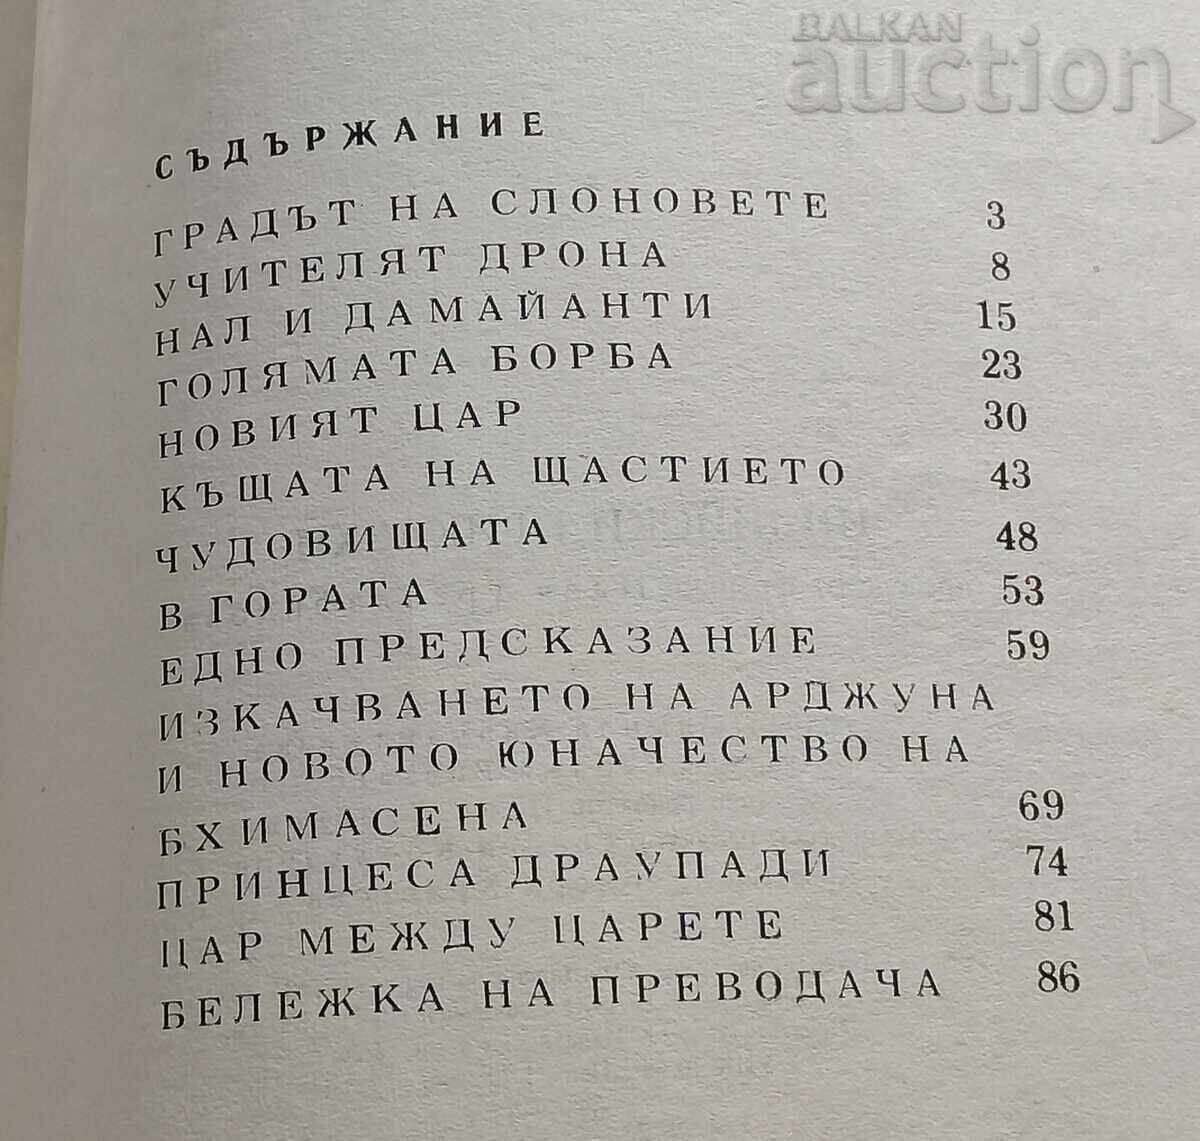 BALKAN
auction
СЪДЪРЖАНИЕ
ГРАДЪТ НА СЛОНОВЕТЕ 3
УЧИТЕЛЯТ ДРОНА 8
НАЛ И ДАМАЙАНТИ 15
ГОЛЯМАТА БОРБА 23
НОВИЯТ ЦАР 30
КЪЩАТА НА ЩАСТИЕТО 43
ЧУДОВИЩАТА 48
В ГОРАТА 53
ЕДНО ПРЕДСКАЗАНИЕ 59
ИЗКАЧВАНЕТО НА АРДЖУНА
И НОВОТО ЮНАЧЕСТВО НА
БХИМАСЕНА 69
ПРИНЦЕСА ДРАУПАДИ 74
ЦАР МЕЖДУ ЦАРЕТЕ 81
БЕЛЕЖКА НА ПРЕВОДАЧА 86